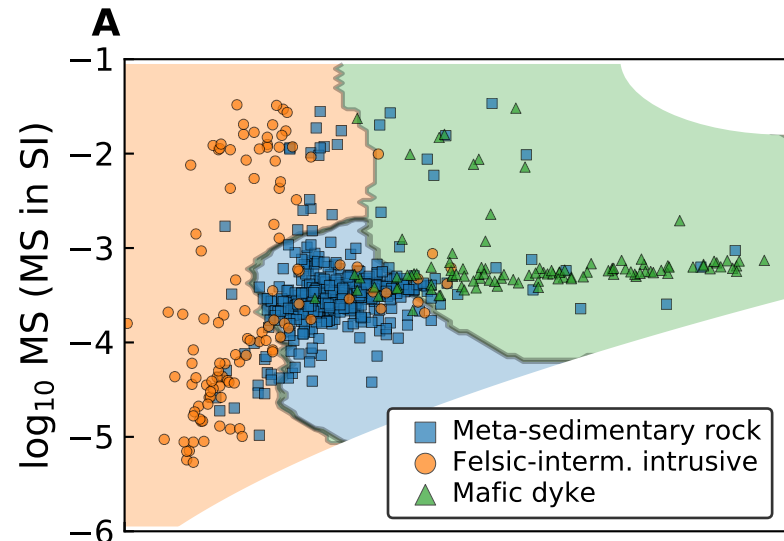 A
−1
−2
−3
−4
−5
−6
log10 MS (MS in SI)
Meta-sedimentary rock
Felsic-interm. intrusive
Mafic dyke